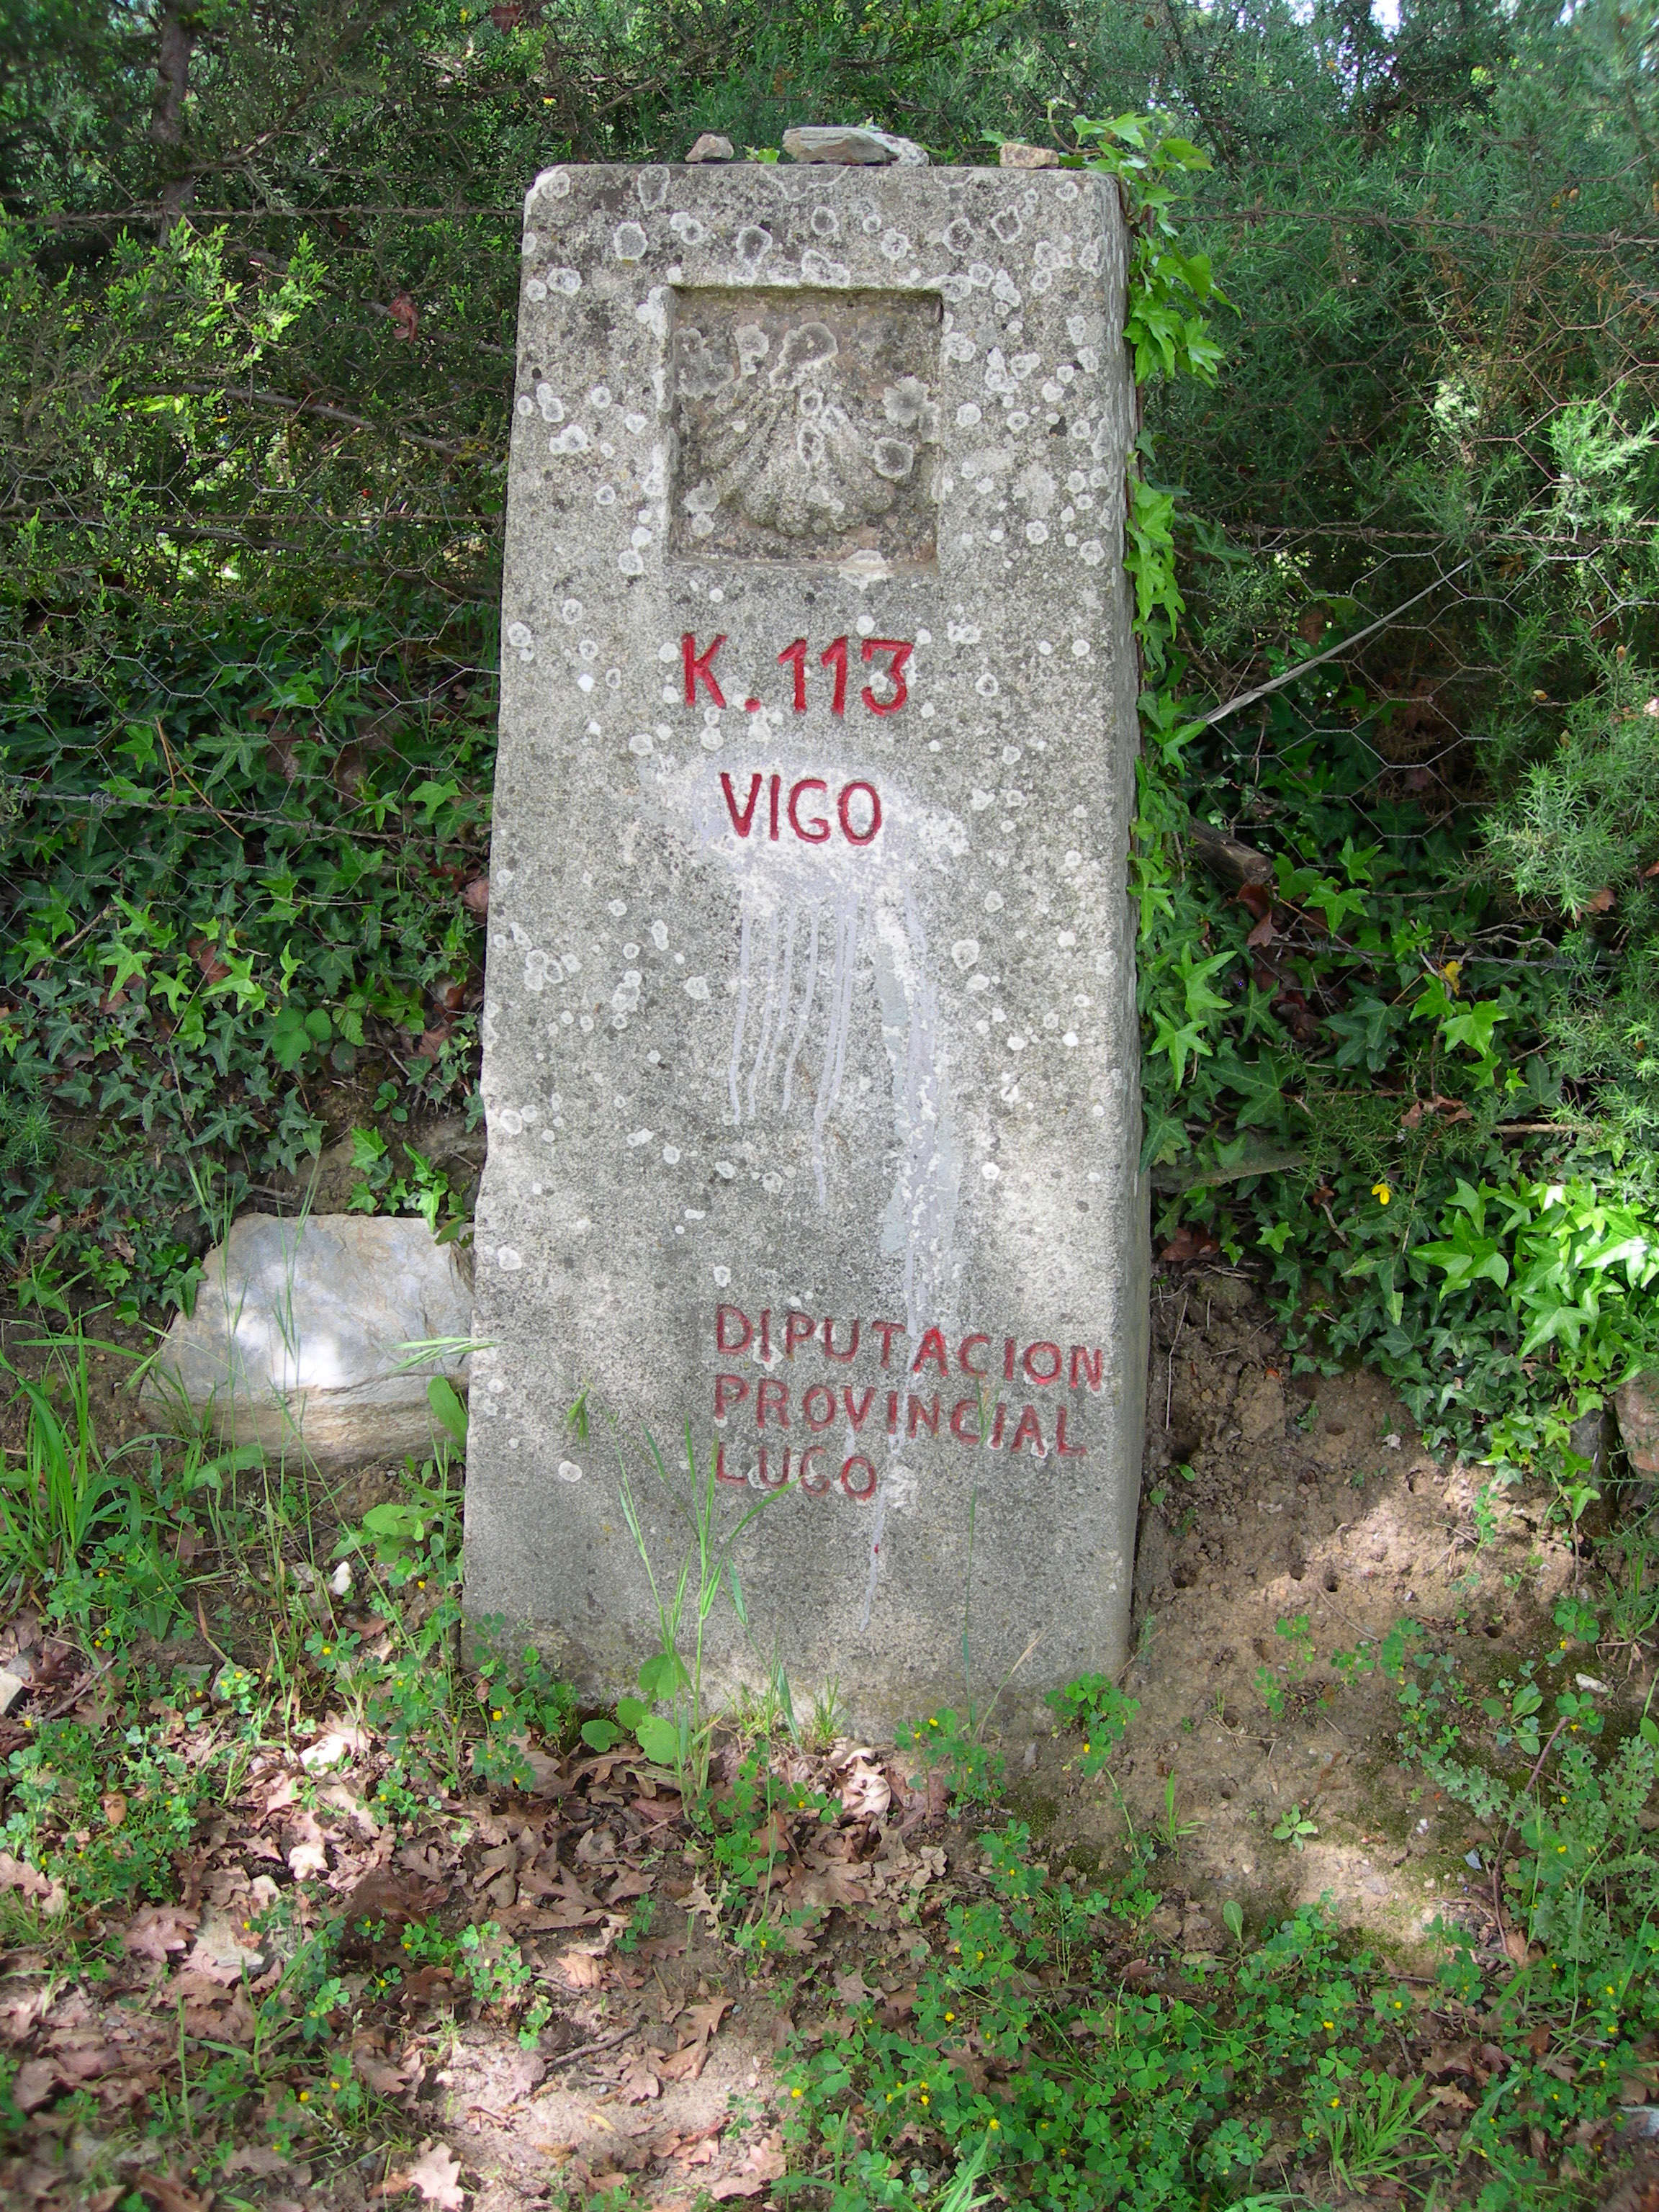 K.113
VIGO
DIPUTACION
PROVINCIAL
LUGO